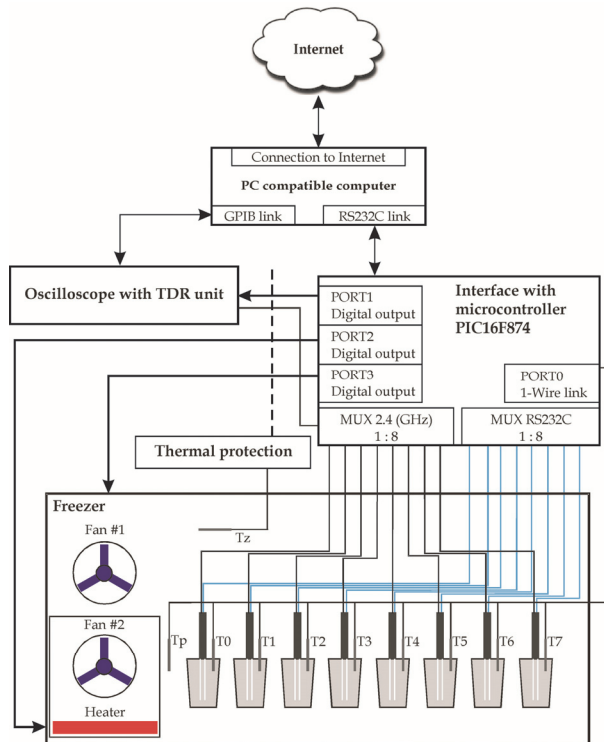 Internet
Connection to Internet
PC compatible computer
GPIB link
RS232C link
Oscilloscope with TDR unit
PORT1
Digital output
PORT2
Digital output
PORT3
Digital output
Interface with
microcontroller
PIC16F874
PORT0
1-Wire link
MUX 2.4 (GHz)
1 : 8
MUX RS232C
1 : 8
Thermal protection
Freezer
Fan #1
Tz
Fan #2
Heater
Tp
T0
T1
T2
T3
T4
T5
T6
T7